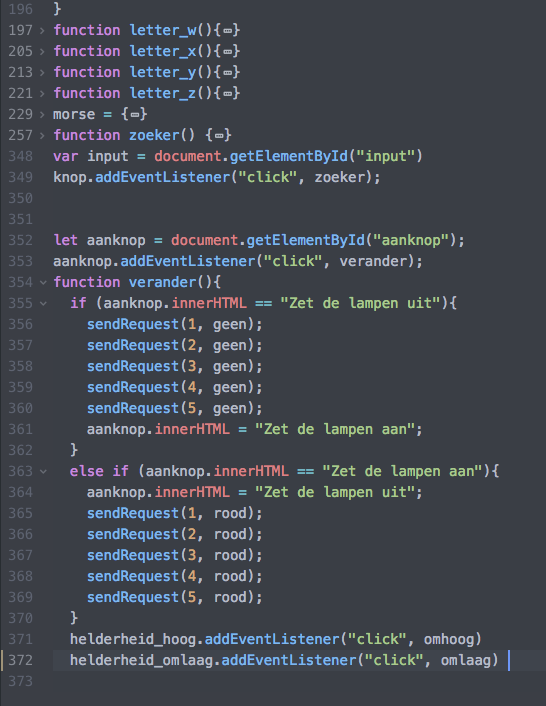 196 }
197 > function letter_w(){⋯}
205 > function letter_x(){⋯}
213 > function letter_y(){⋯}
221 > function letter_z(){⋯}
229 > morse = {⋯}
257 > function zoeker() {⋯}
348 var input = document.getElementById("input")
349 knop.addEventListener("click", zoeker);
350
351
352 let aanknop = document.getElementById("aanknop");
353 aanknop.addEventListener("click", verander);
354 function verander(){
355 if (aanknop.innerHTML == "Zet de lampen uit"){
356 sendRequest(1, geen);
357 sendRequest(2, geen);
358 sendRequest(3, geen);
359 sendRequest(4, geen);
360 sendRequest(5, geen);
361 aanknop.innerHTML = "Zet de lampen aan";
362 }
363 else if (aanknop.innerHTML == "Zet de lampen aan"){
364 aanknop.innerHTML = "Zet de lampen uit";
365 sendRequest(1, rood);
366 sendRequest(2, rood);
367 sendRequest(3, rood);
368 sendRequest(4, rood);
369 sendRequest(5, rood);
370 }
371 helderheid_hoog.addEventListener("click", omhoog)
372 helderheid_omlaag.addEventListener("click", omlaag)
373